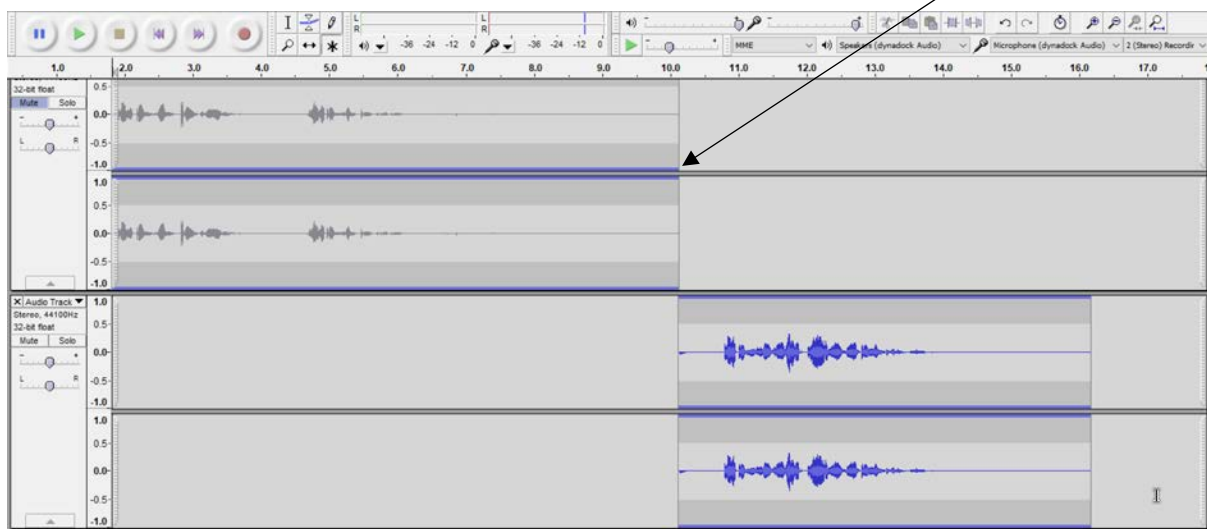 L
R
-36 -24 -12 0
L
R
-36 -24 -12 0
MME
Speakers (dynadock Audio)
Microphone (dynadock Audio)
2 (Stereo) Recordir
1.0 2.0 3.0 4.0 5.0 6.0 7.0 8.0 9.0 10.0 11.0 12.0 13.0 14.0 15.0 16.0 17.0
32-bit float
Mute Solo
- +
L R
0.5
0.0
-0.5
-1.0
1.0
0.5
0.0
-0.5
-1.0
X Audio Track
Stereo, 44100Hz
32-bit float
Mute Solo
- +
L R
1.0
0.5
0.0
-0.5
-1.0
1.0
0.5
0.0
-0.5
-1.0